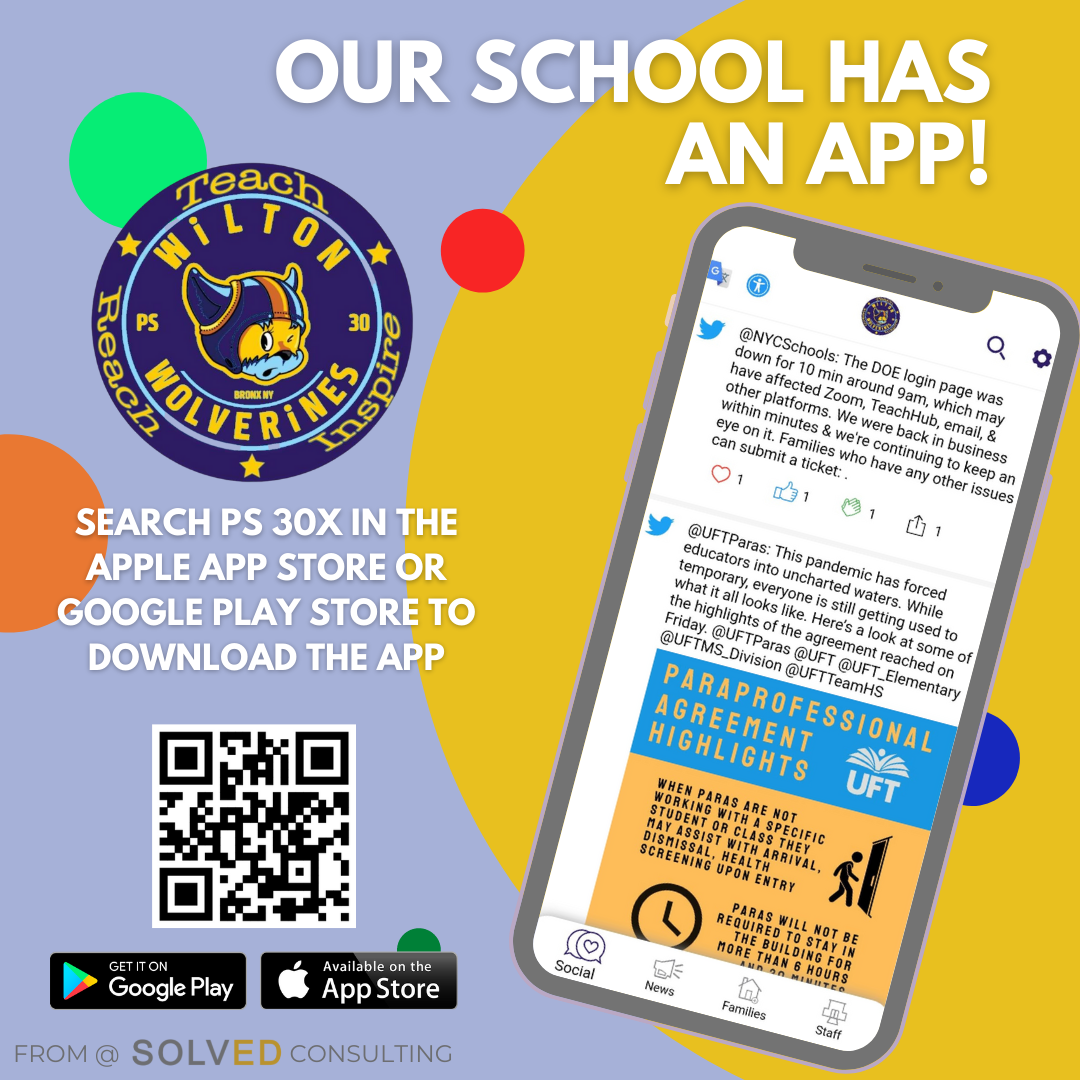 OUR SCHOOL HAS
AN APP!
Teach
WiLTON
PS
30
Reach
Inspire
BRONX NY
WOLVERiNES
SEARCH PS 30X IN THE
APPLE APP STORE OR
GOOGLE PLAY STORE TO
DOWNLOAD THE APP
GET IT ON
Google Play
Available on the
App Store
FROM @ SOLVED CONSULTING
@NYCSchools: The DOE login page was
down for 10 min around 9am, which may
have affected Zoom, TeachHub, email, &
other platforms. We were back in business
within minutes & we're continuing to keep an
eye on it. Families who have any other issues
can submit a ticket: .
1
1
1
1
@UFTParas: This pandemic has forced
educators into uncharted waters. While
temporary, everyone is still getting used to
what it all looks like. Here's a look at some of
the highlights of the agreement reached on
Friday. @UFTParas @UFT @UFT_Elementary
@UFTMS_Division @UFTTeamHS
PARAPROFESSIONAL
AGREEMENT
HIGHLIGHTS
UFT
WHEN PARAS ARE NOT
WORKING WITH A SPECIFIC
STUDENT OR CLASS THEY
MAY ASSIST WITH ARRIVAL,
DISMISSAL, HEALTH
SCREENING UPON ENTRY
PARAS WILL NOT BE
REQUIRED TO STAY IN
THE BUILDING FOR
MORE THAN 6 HOURS
AND 20 MINUTES
Social
News
Families
Staff